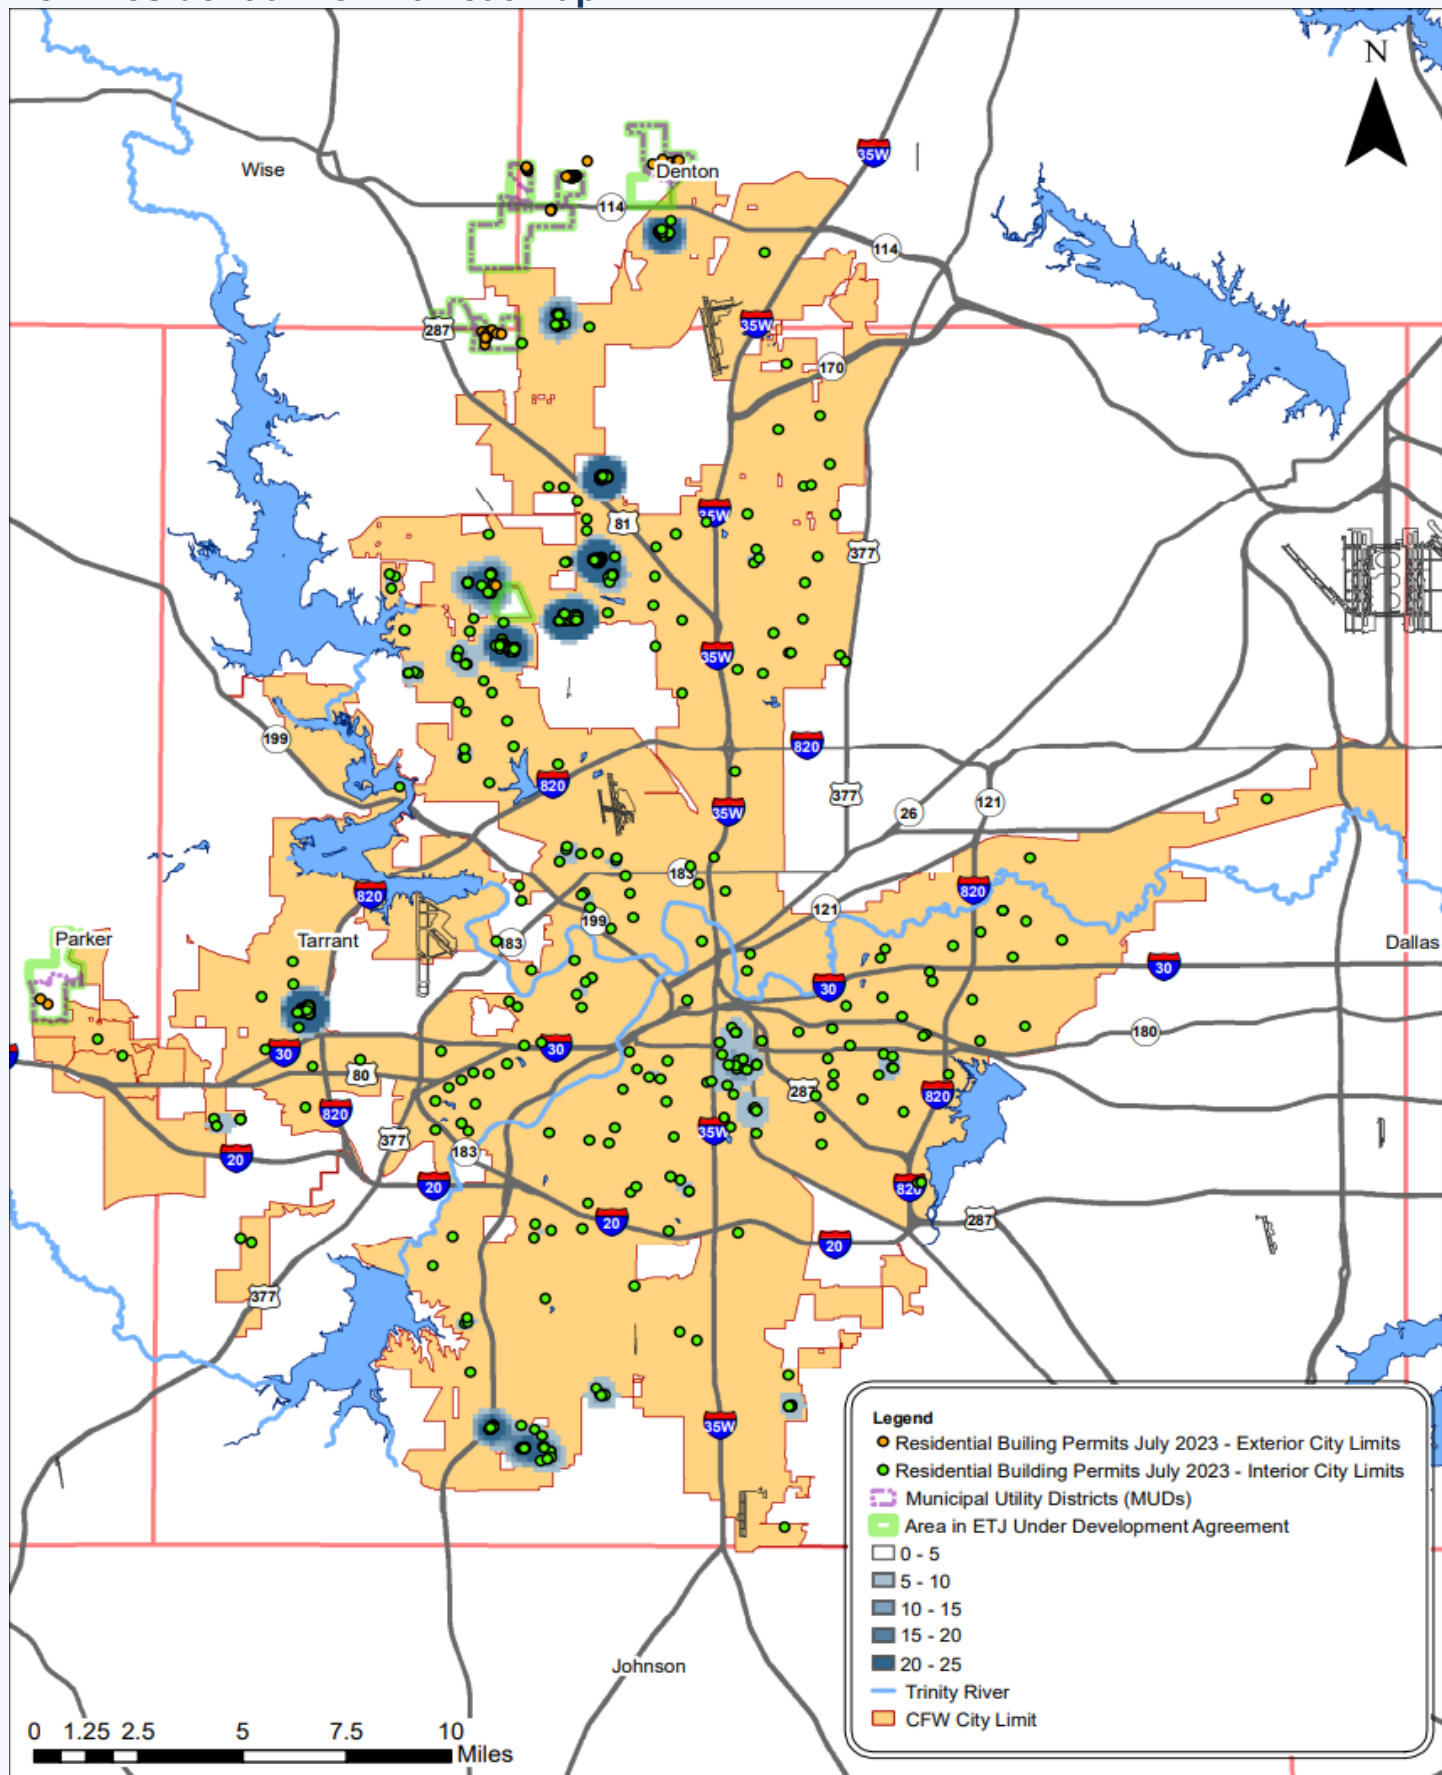 N
Wise
Denton
35W
114
114
287
35W
170
81
35W
377
35W
199
820
820
377
35W
26
121
183
820
820
199
121
183
Parker
Tarrant
Dallas
30
30
180
30
30
80
287
820
820
35W
377
183
20
20
820
287
20
20
377
35W
Legend
Residential Builing Permits July 2023 - Exterior City Limits
Residential Building Permits July 2023 - Interior City Limits
Municipal Utility Districts (MUDs)
Area in ETJ Under Development Agreement
0 - 5
5 - 10
10 - 15
15 - 20
20 - 25
Trinity River
CFW City Limit
Johnson
0 1.25 2.5 5 7.5 10
Miles